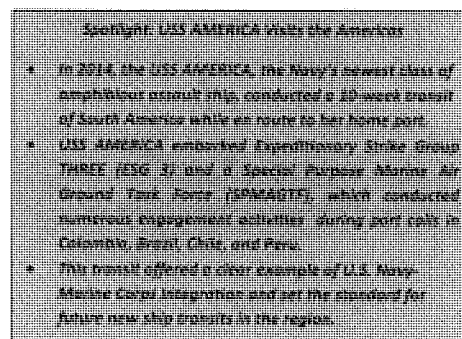 Spotlight: USS AMERICA Visits the Americas
• In 2014, the USS AMERICA, the Navy's newest class of
amphibious assault ship, conducted a 10-week transit
of South America while en route to her home port.
• USS AMERICA embarked Expeditionary Strike Group
THREE (ESG 3) and a Special Purpose Marine Air
Ground Task Force (SPMAGTF), which conducted
numerous engagement activities during port calls in
Colombia, Brazil, Chile, and Peru.
• This transit offered a clear example of U.S. Navy-
Marine Corps integration and set the standard for
future new ship transits in the region.